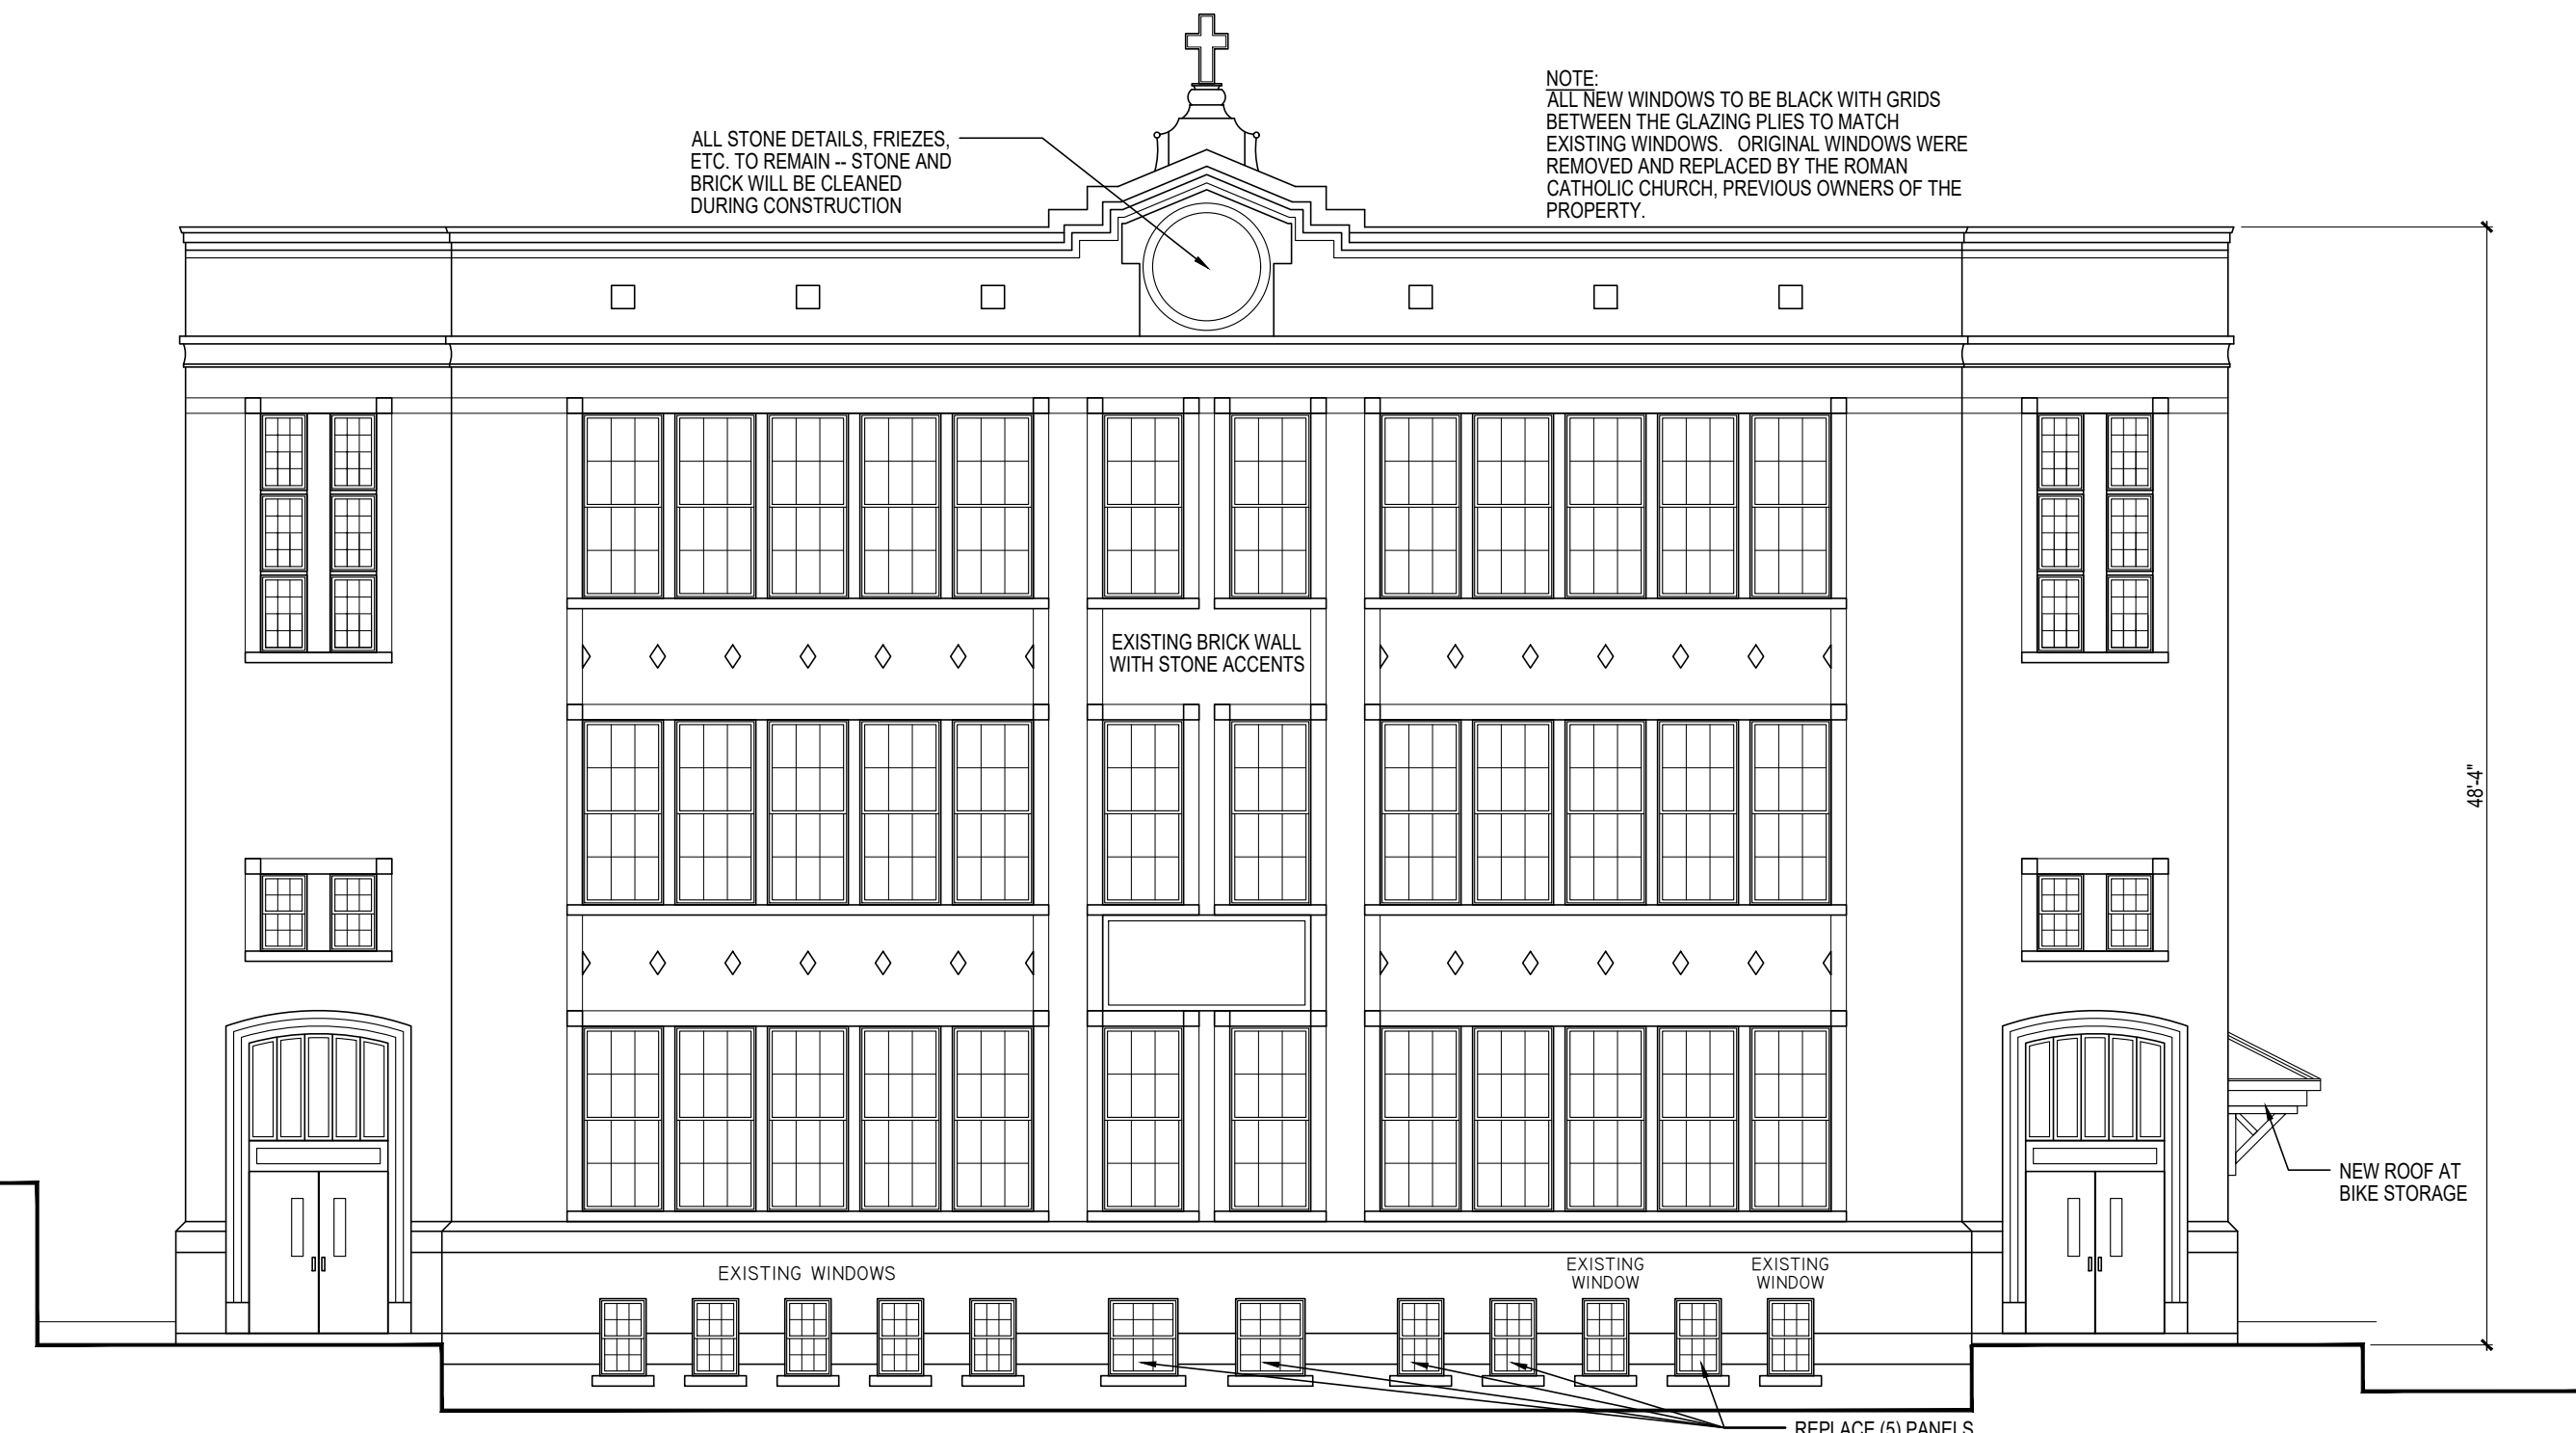 NOTE:
ALL NEW WINDOWS TO BE BLACK WITH GRIDS
BETWEEN THE GLAZING PLIES TO MATCH
EXISTING WINDOWS. ORIGINAL WINDOWS WERE
REMOVED AND REPLACED BY THE ROMAN
CATHOLIC CHURCH, PREVIOUS OWNERS OF THE
PROPERTY.
ALL STONE DETAILS, FRIEZES,
ETC. TO REMAIN -- STONE AND
BRICK WILL BE CLEANED
DURING CONSTRUCTION
EXISTING BRICK WALL
WITH STONE ACCENTS
48'-4"
NEW ROOF AT
BIKE STORAGE
EXISTING WINDOWS
EXISTING
WINDOW
EXISTING
WINDOW
REPLACE (5) PANELS